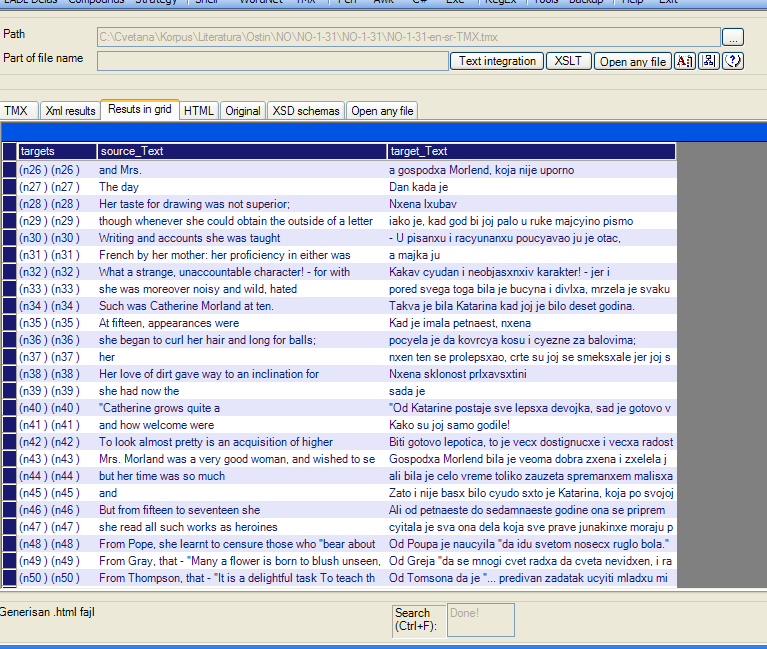 LADL Delas Compounds Strategy Shell WordNet TMX Perl Awk C# Exe RegEx Tools Backup Help Exit
Path C:\Cvetana\Korpus\Literatura\Ostin\NO\NO-1-31\NO-1-31\NO-1-31-en-sr-TMX.tmx ...
Part of file name Text integration XSLT Open any file
TMX Xml results Resuts in grid HTML Original XSD schemas Open any file
targets source_Text target_Text
(n26 ) (n26 ) and Mrs. a gospodxa Morlend, koja nije uporno
(n27 ) (n27 ) The day Dan kada je
(n28 ) (n28 ) Her taste for drawing was not superior; Nxena lxubav
(n29 ) (n29 ) though whenever she could obtain the outside of a letter iako je, kad god bi joj palo u ruke majcyino pismo
(n30 ) (n30 ) Writing and accounts she was taught - U pisanxu i racyunanxu poucyavao ju je otac,
(n31 ) (n31 ) French by her mother: her proficiency in either was a majka ju
(n32 ) (n32 ) What a strange, unaccountable character! - for with Kakav cyudan i neobjasxnxiv karakter! - jer i
(n33 ) (n33 ) she was moreover noisy and wild, hated pored svega toga bila je bucyna i divlxa, mrzela je svaku
(n34 ) (n34 ) Such was Catherine Morland at ten. Takva je bila Katarina kad joj je bilo deset godina.
(n35 ) (n35 ) At fifteen, appearances were Kad je imala petnaest, nxena
(n36 ) (n36 ) she began to curl her hair and long for balls; pocyela je da kovrcya kosu i cyezne za balovima;
(n37 ) (n37 ) her nxen ten se prolepsxao, crte su joj se smeksxale jer joj s
(n38 ) (n38 ) Her love of dirt gave way to an inclination for Nxena sklonost prlxavsxtini
(n39 ) (n39 ) she had now the sada je
(n40 ) (n40 ) "Catherine grows quite a "Od Katarine postaje sve lepsxa devojka, sad je gotovo v
(n41 ) (n41 ) and how welcome were Kako su joj samo godile!
(n42 ) (n42 ) To look almost pretty is an acquisition of higher Biti gotovo lepotica, to je vecx dostignucxe i vecxa radost
(n43 ) (n43 ) Mrs. Morland was a very good woman, and wished to se Gospodxa Morlend bila je veoma dobra zxena i zxelela j
(n44 ) (n44 ) but her time was so much ali bila je celo vreme toliko zauzeta spremanxem malisxa
(n45 ) (n45 ) and Zato i nije basx bilo cyudo sxto je Katarina, koja po svojoj
(n46 ) (n46 ) But from fifteen to seventeen she Ali od petnaeste do sedamnaeste godine ona se priprem
(n47 ) (n47 ) she read all such works as heroines cyitala je sva ona dela koja sve prave junakinxe moraju p
(n48 ) (n48 ) From Pope, she learnt to censure those who "bear about Od Poupa je naucyila "da idu svetom nosecx ruglo bola."
(n49 ) (n49 ) From Gray, that - "Many a flower is born to blush unseen, Od Greja "da se mnogi cvet radxa da cveta nevidxen, i ra
(n50 ) (n50 ) From Thompson, that - "It is a delightful task To teach th Od Tomsona da je "... predivan zadatak ucyiti mladxu mi
Generisan .html fajl Search Done!
(Ctrl+F):